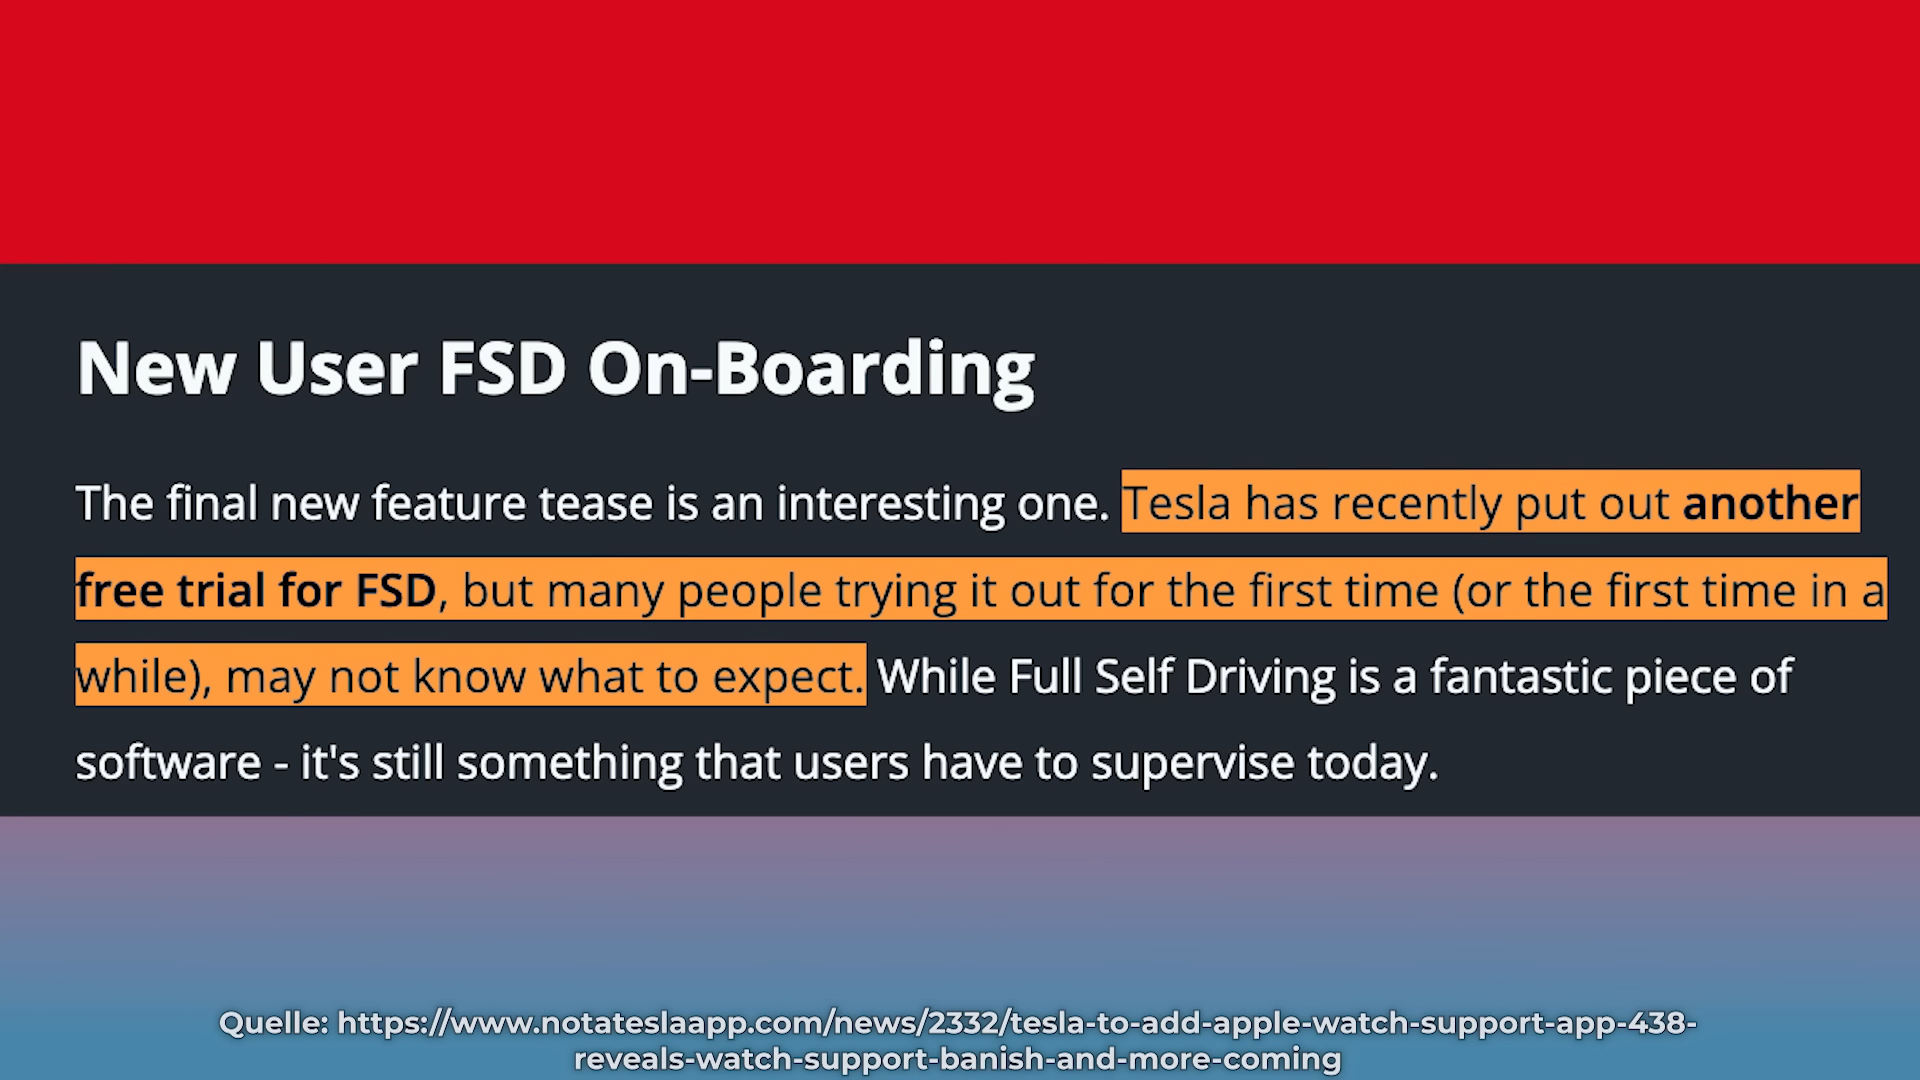 New User FSD On-Boarding
The final new feature tease is an interesting one. Tesla has recently put out another
free trial for FSD, but many people trying it out for the first time (or the first time in a
while), may not know what to expect. While Full Self Driving is a fantastic piece of
software - it's still something that users have to supervise today.
Quelle: https://www.notateslaapp.com/news/2332/tesla-to-add-apple-watch-support-app-438-
reveals-watch-support-banish-and-more-coming